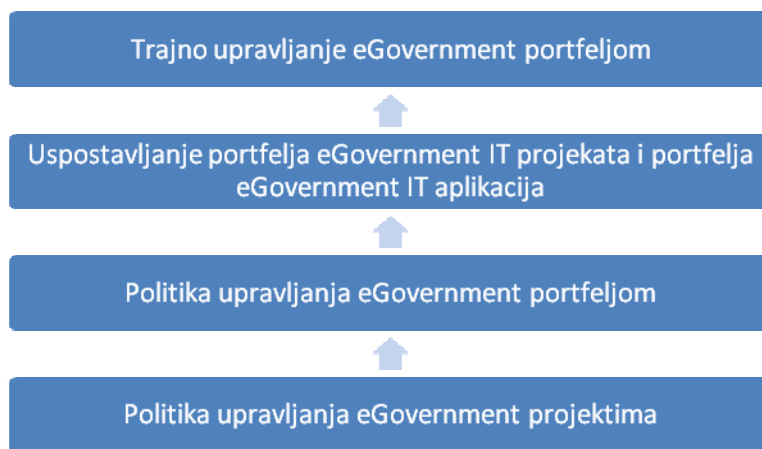 Trajno upravljanje eGovernment portfeljom
Uspostavljanje portfelja eGovernment IT projekata i portfelja
eGovernment IT aplikacija
Politika upravljanja eGovernment portfeljom
Politika upravljanja eGovernment projektima